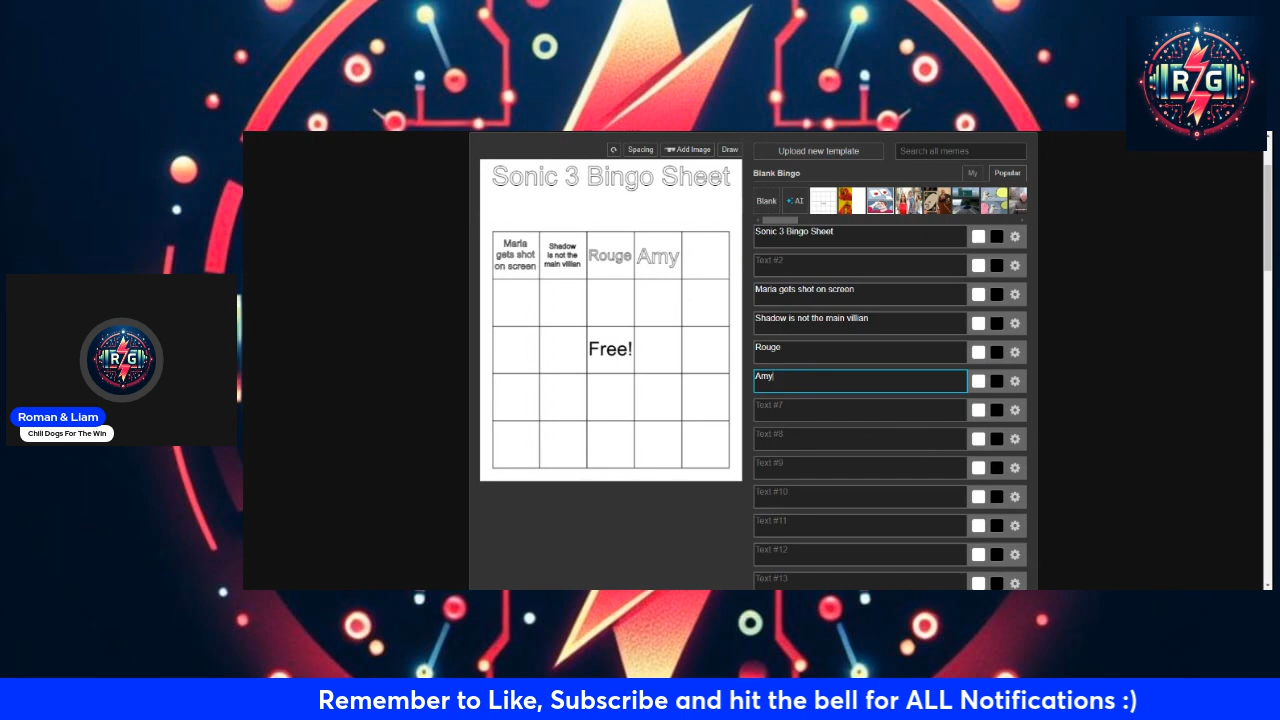 R G
Spacing
Add Image
Draw
Upload new template
Search all memes
Sonic 3 Bingo Sheet
Blank Bingo
My
Popular
Blank
AI
Maria
gets shot
on screen
Shadow
is not the
main villian
Rouge
Amy
Free!
Sonic 3 Bingo Sheet
Text #2
Maria gets shot on screen
Shadow is not the main villian
Rouge
Amy
Text #7
Text #8
Text #9
Text #10
Text #11
Text #12
Text #13
R G
Roman & Liam
Chili Dogs For The Win
Remember to Like, Subscribe and hit the bell for ALL Notifications :)